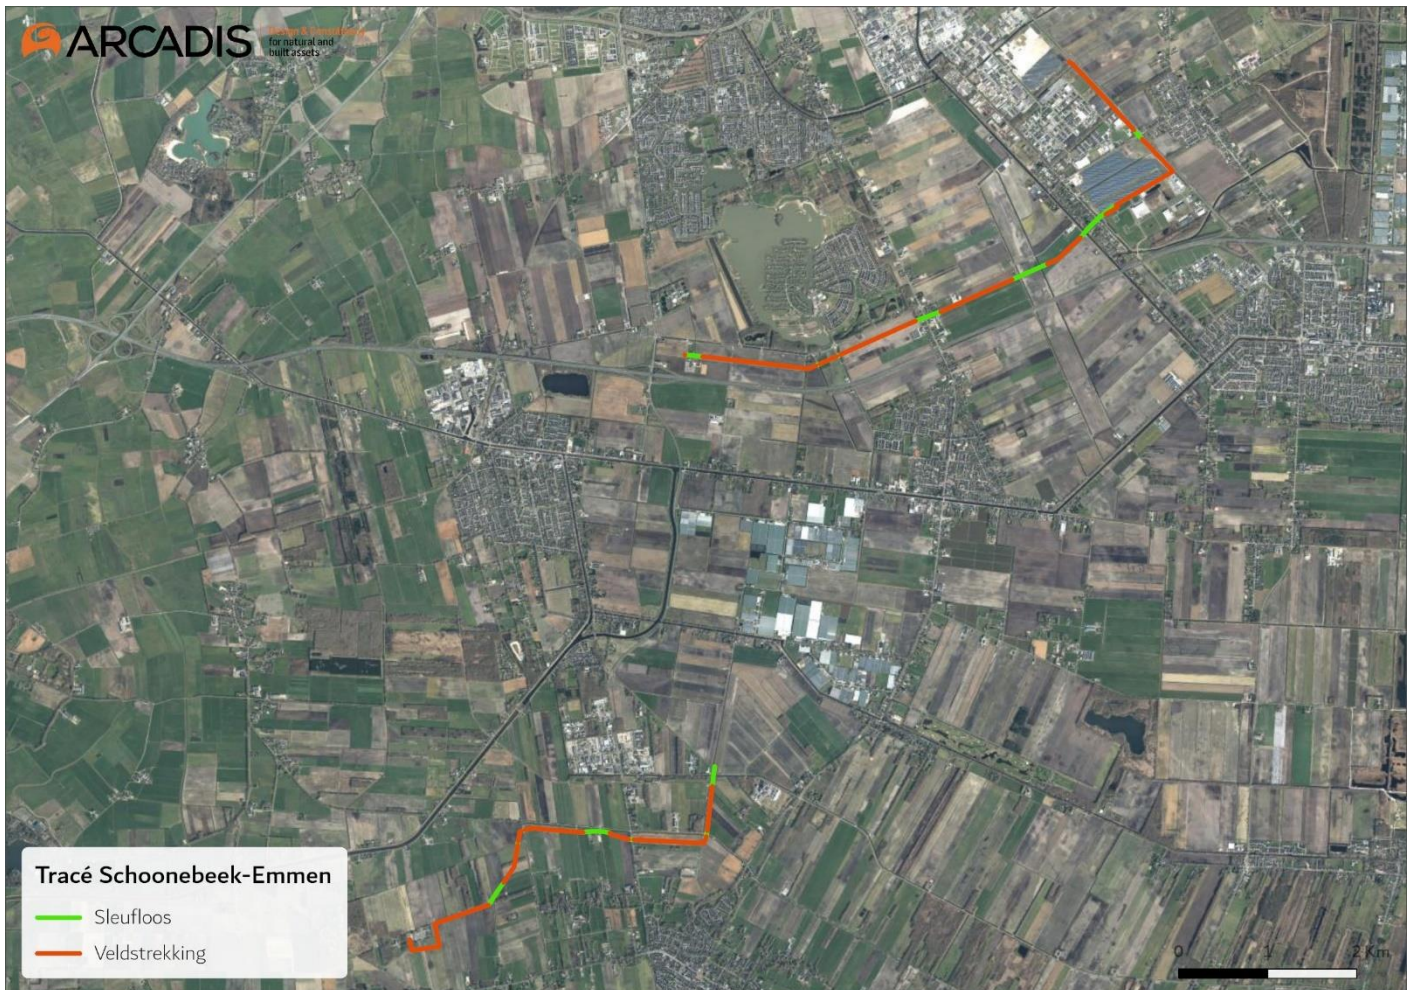 ARCADIS
for natural and
built assets
Tracé Schoonebeek-Emmen
Sleufloos
Veldstrekking
0 1 2 Km